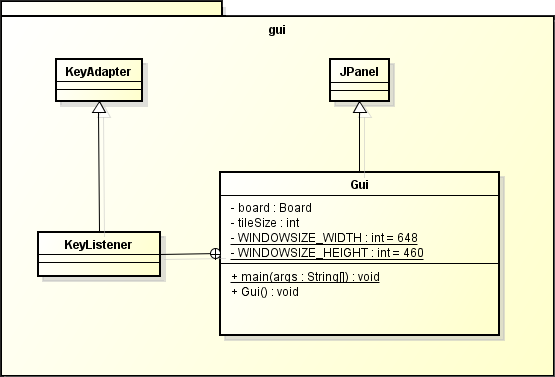 gui
KeyAdapter
JPanel
Gui
- board : Board
- tileSize : int
- WINDOWSIZE_WIDTH : int = 648
- WINDOWSIZE_HEIGHT : int = 460
KeyListener
+ main(args : String[]) : void
+ Gui() : void